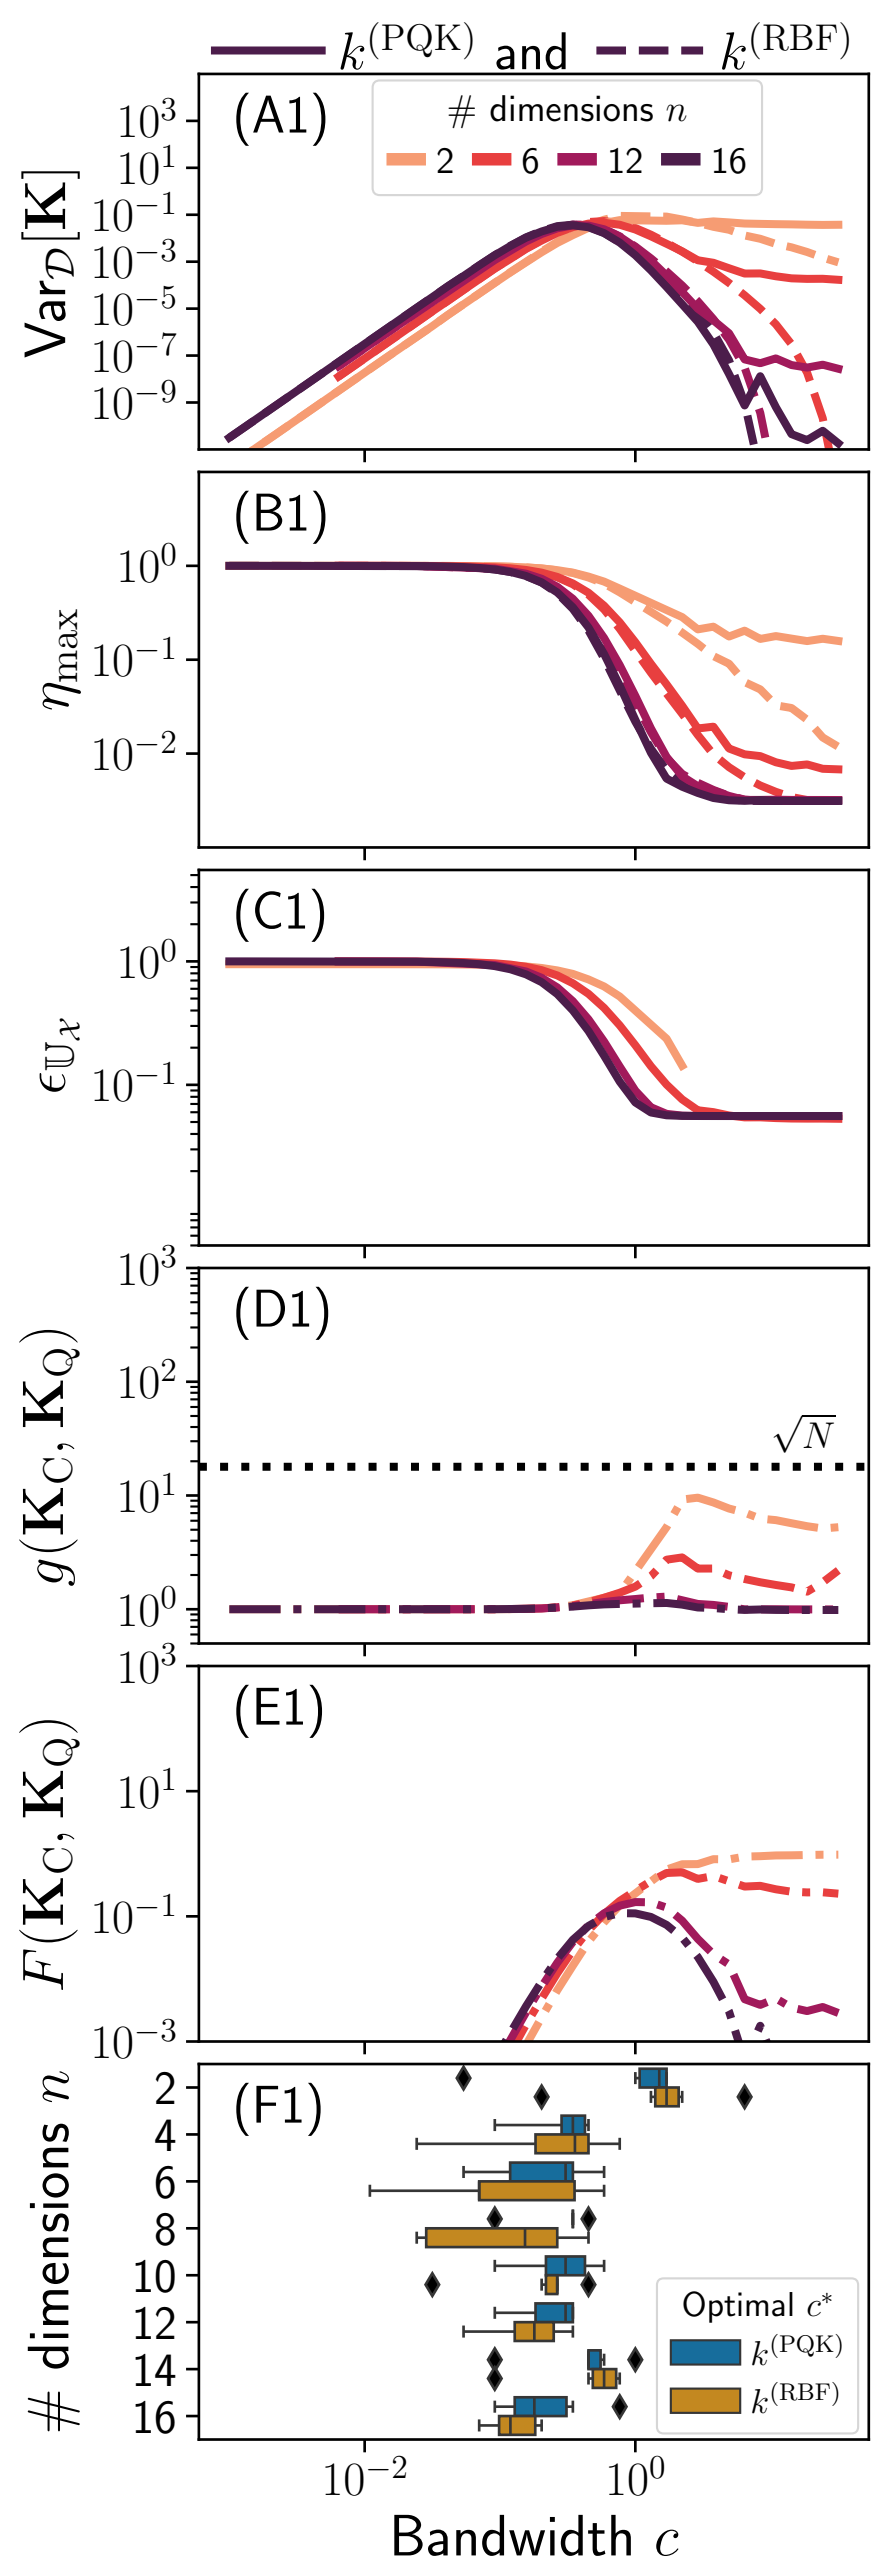 k^(PQK) and k^(RBF)
(A1)
# dimensions n
2 6 12 16
10^3
10^1
10^−1
10^−3
10^−5
10^−7
10^−9
Var_𝒟[𝐊]
(B1)
10^0
10^−1
10^−2
η_max
(C1)
10^0
10^−1
ϵ_𝕌_𝒳
(D1)
10^3
10^2
10^1
10^0
√N
g(𝐊_C, 𝐊_Q)
(E1)
10^3
10^1
10^−1
10^−3
F(𝐊_C, 𝐊_Q)
(F1)
2
4
6
8
10
12
14
16
# dimensions n
Optimal c*
k^(PQK)
k^(RBF)
10^−2 10^0
Bandwidth c